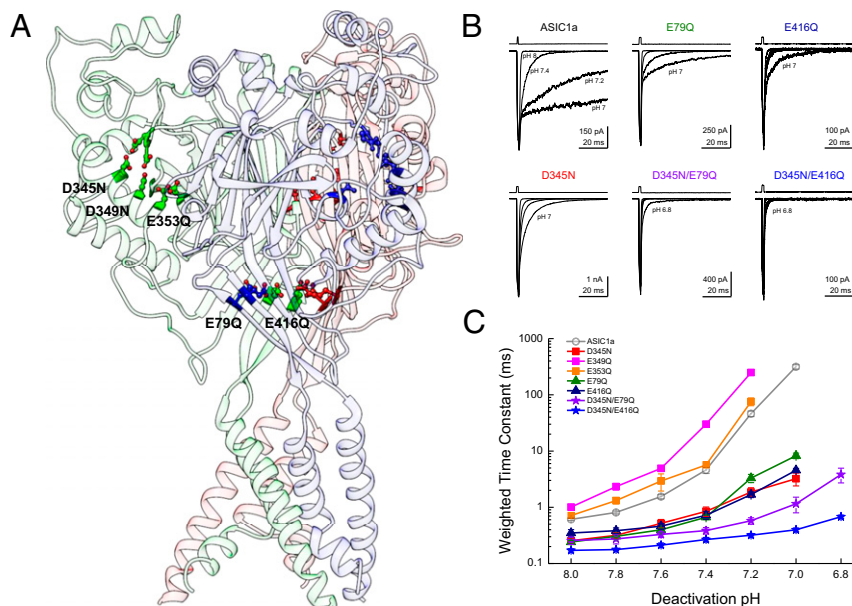 A
D345N
D349N
E353Q
E79Q
E416Q
B
ASIC1a
E79Q
E416Q
pH 8
pH 7.4
pH 7.2
pH 7
pH 7
pH 7
150 pA
20 ms
250 pA
20 ms
100 pA
20 ms
D345N
D345N/E79Q
D345N/E416Q
pH 7
pH 6.8
pH 6.8
1 nA
20 ms
400 pA
20 ms
100 pA
20 ms
C
Weighted Time Constant (ms)
1000
100
10
1
0.1
ASIC1a
D345N
E349Q
E353Q
E79Q
E416Q
D345N/E79Q
D345N/E416Q
8.0 7.8 7.6 7.4 7.2 7.0 6.8
Deactivation pH